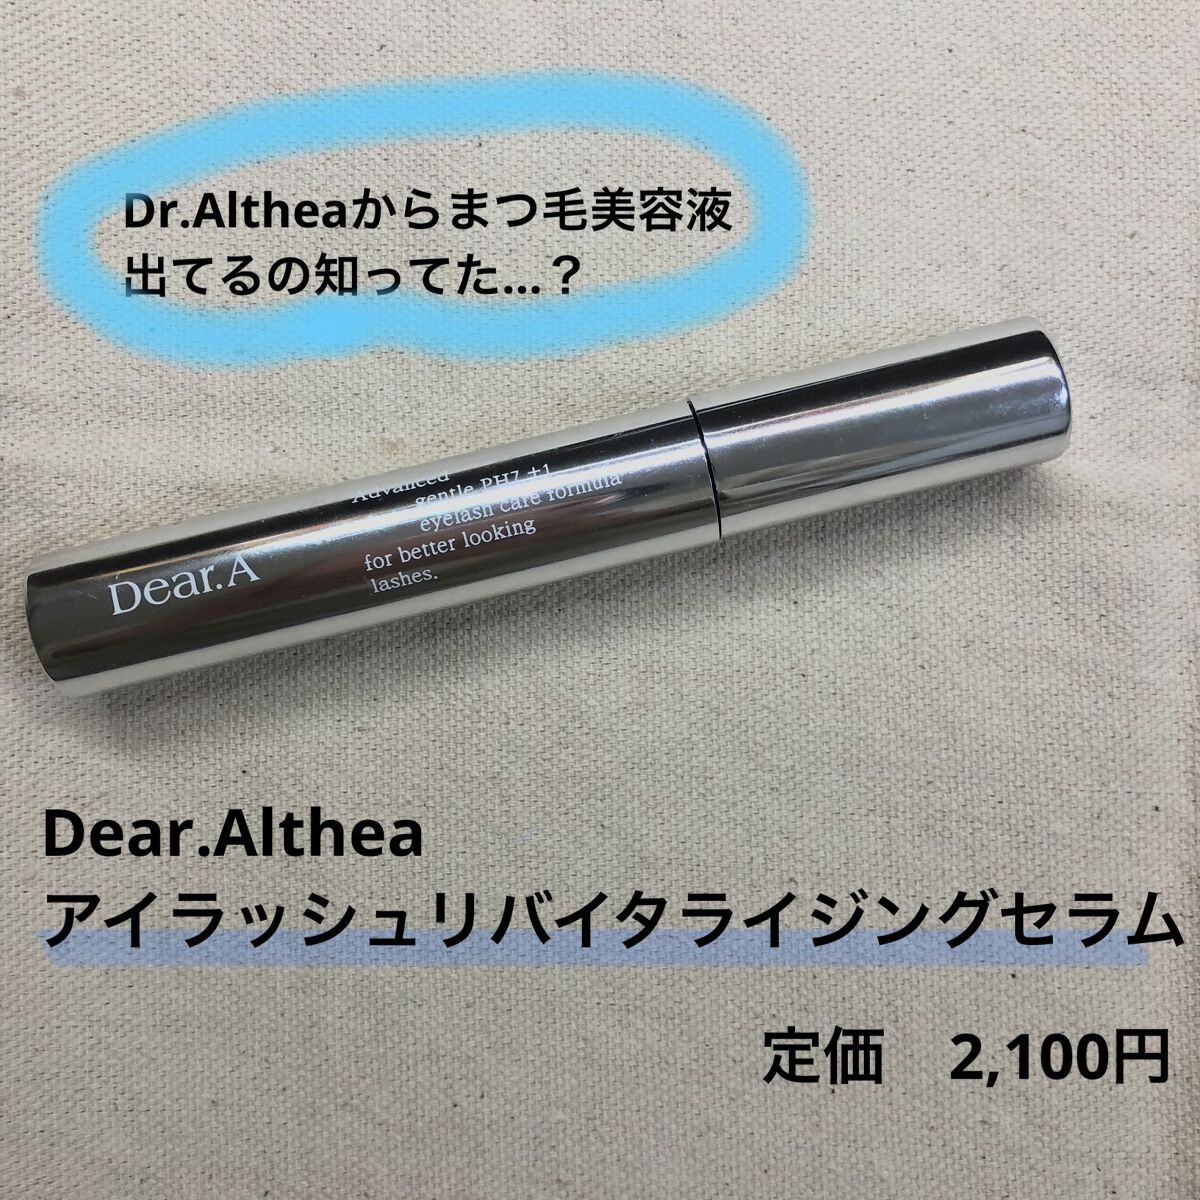 Dr.Altheaからまつ毛美容液
出てるの知ってた...？
Advanced
gentle PH7 ±1
eyelash care formula
for better looking
lashes.
Dear.A
Dear.Althea
アイラッシュリバイタライジングセラム
定価　2,100円